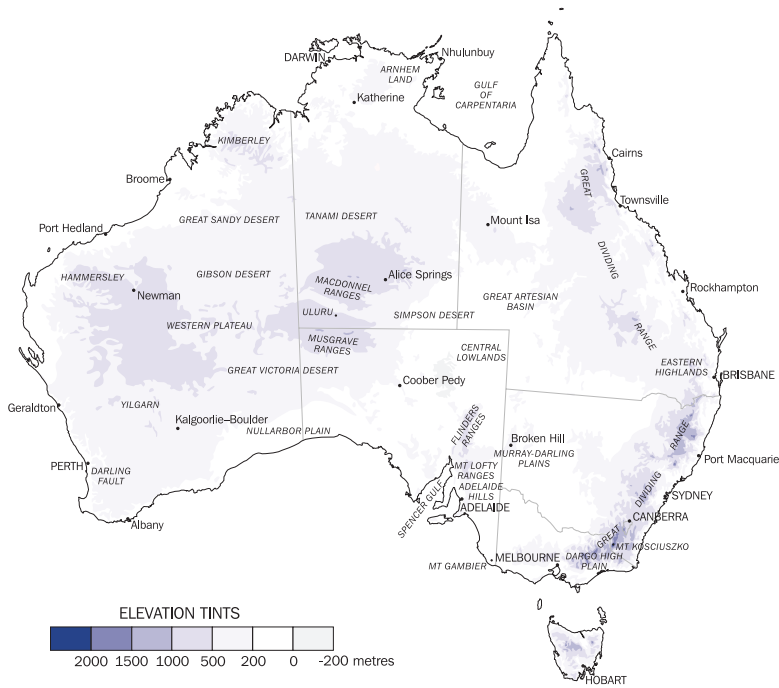 DARWIN
Nhulunbuy
ARNHEM
LAND
GULF
OF
CARPENTARIA
Katherine
KIMBERLEY
Cairns
Broome
GREAT
Townsville
GREAT SANDY DESERT
TANAMI DESERT
Mount Isa
Port Hedland
DIVIDING
HAMMERSLEY
GIBSON DESERT
Alice Springs
MACDONNEL
RANGES
Newman
GREAT ARTESIAN
BASIN
Rockhampton
ULURU
SIMPSON DESERT
WESTERN PLATEAU
RANGE
MUSGRAVE
RANGES
CENTRAL
LOWLANDS
EASTERN
HIGHLANDS
GREAT VICTORIA DESERT
BRISBANE
Coober Pedy
Geraldton
YILGARN
Kalgoorlie–Boulder
NULLARBOR PLAIN
FLINDERS
RANGES
Broken Hill
MURRAY-DARLING
PLAINS
RANGE
Port Macquarie
PERTH
DARLING
FAULT
MT LOFTY
RANGES
ADELAIDE
HILLS
ADELAIDE
SPENCER GULF
DIVIDING
SYDNEY
Albany
CANBERRA
GREAT
MT KOSCIUSZKO
MT GAMBIER
MELBOURNE
DARGO HIGH
PLAIN
HOBART
ELEVATION TINTS
2000 1500 1000 500 200 0 -200 metres